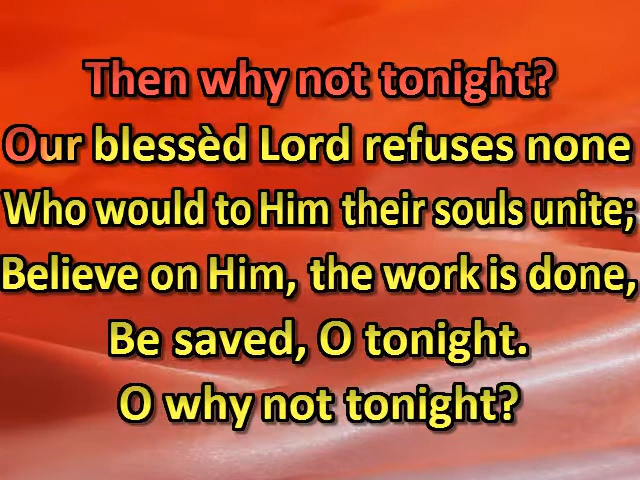 Then why not tonight?
Our blessèd Lord refuses none
Who would to Him their souls unite;
Believe on Him, the work is done,
Be saved, O tonight.
O why not tonight?